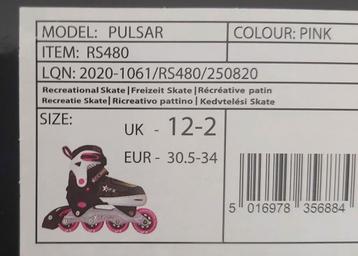 MODEL: PULSAR COLOUR: PINK
ITEM: RS480
LQN: 2020-1061/RS480/250820
Recreational Skate | Freizeit Skate | Récréative patin
Recreatie Skate | Ricreativo pattino | Kedvtelési Skate
SIZE:
UK - 12-2
EUR - 30.5-34
5 016978 356884